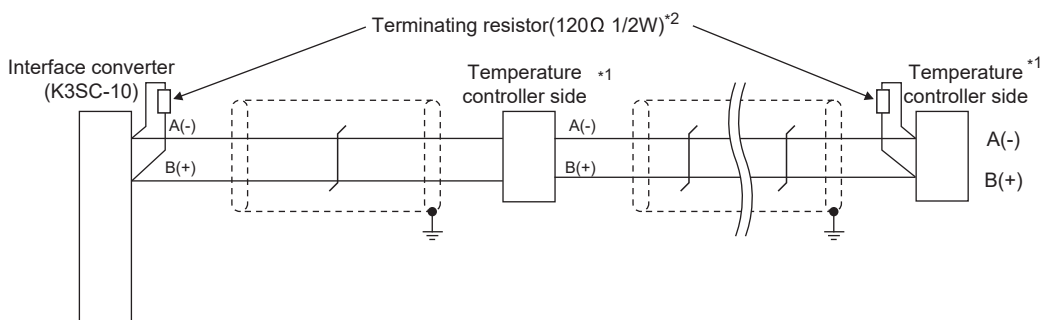 Terminating resistor(120Ω 1/2W)*2
Interface converter
(K3SC-10)
Temperature *1
controller side
Temperature *1
controller side
A(-)
B(+)
A(-)
B(+)
A(-)
B(+)